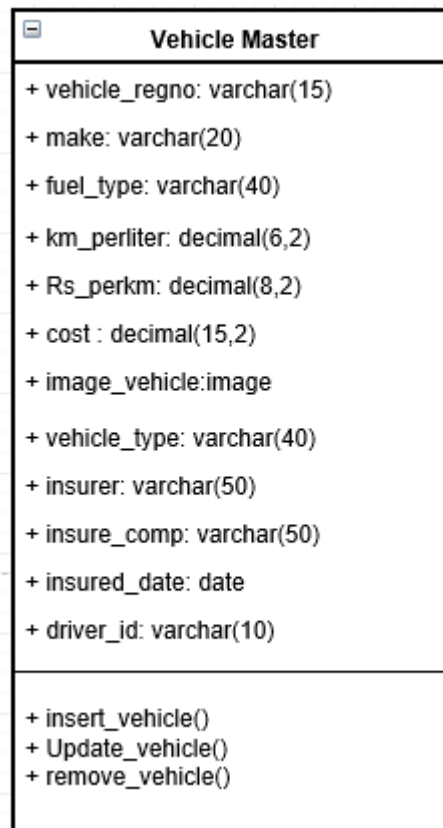 Vehicle Master
+ vehicle_regno: varchar(15)
+ make: varchar(20)
+ fuel_type: varchar(40)
+ km_perliter: decimal(6,2)
+ Rs_perkm: decimal(8,2)
+ cost : decimal(15,2)
+ image_vehicle:image
+ vehicle_type: varchar(40)
+ insurer: varchar(50)
+ insure_comp: varchar(50)
+ insured_date: date
+ driver_id: varchar(10)
+ insert_vehicle()
+ Update_vehicle()
+ remove_vehicle()